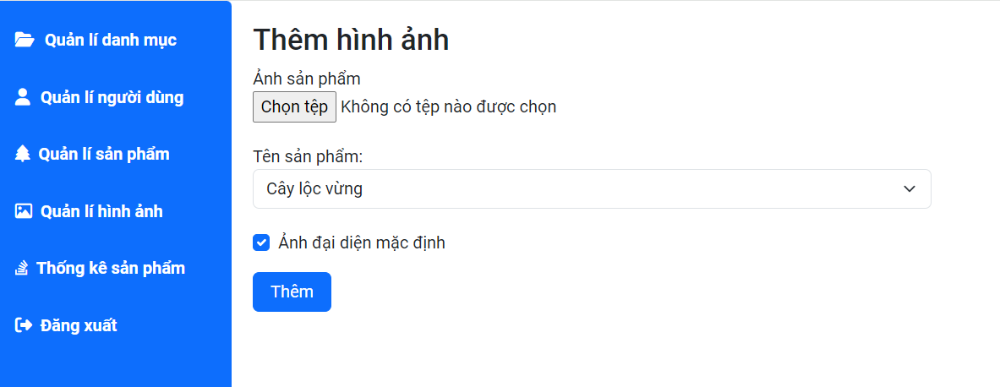 Quản lí danh mục
Quản lí người dùng
Quản lí sản phẩm
Quản lí hình ảnh
Thống kê sản phẩm
Đăng xuất
Thêm hình ảnh
Ảnh sản phẩm
Chọn tệp Không có tệp nào được chọn
Tên sản phẩm:
Cây lộc vừng
Ảnh đại diện mặc định
Thêm